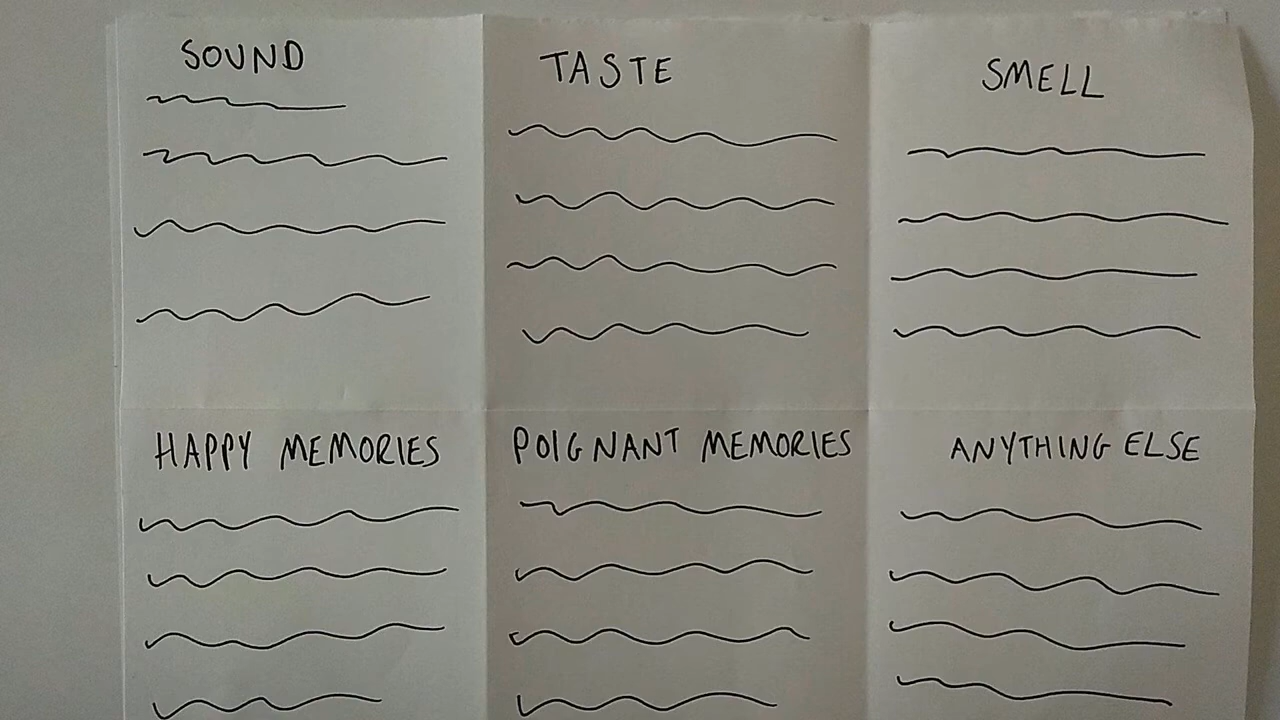 SOUND
TASTE
SMELL
HAPPY MEMORIES
POIGNANT MEMORIES
ANYTHING ELSE